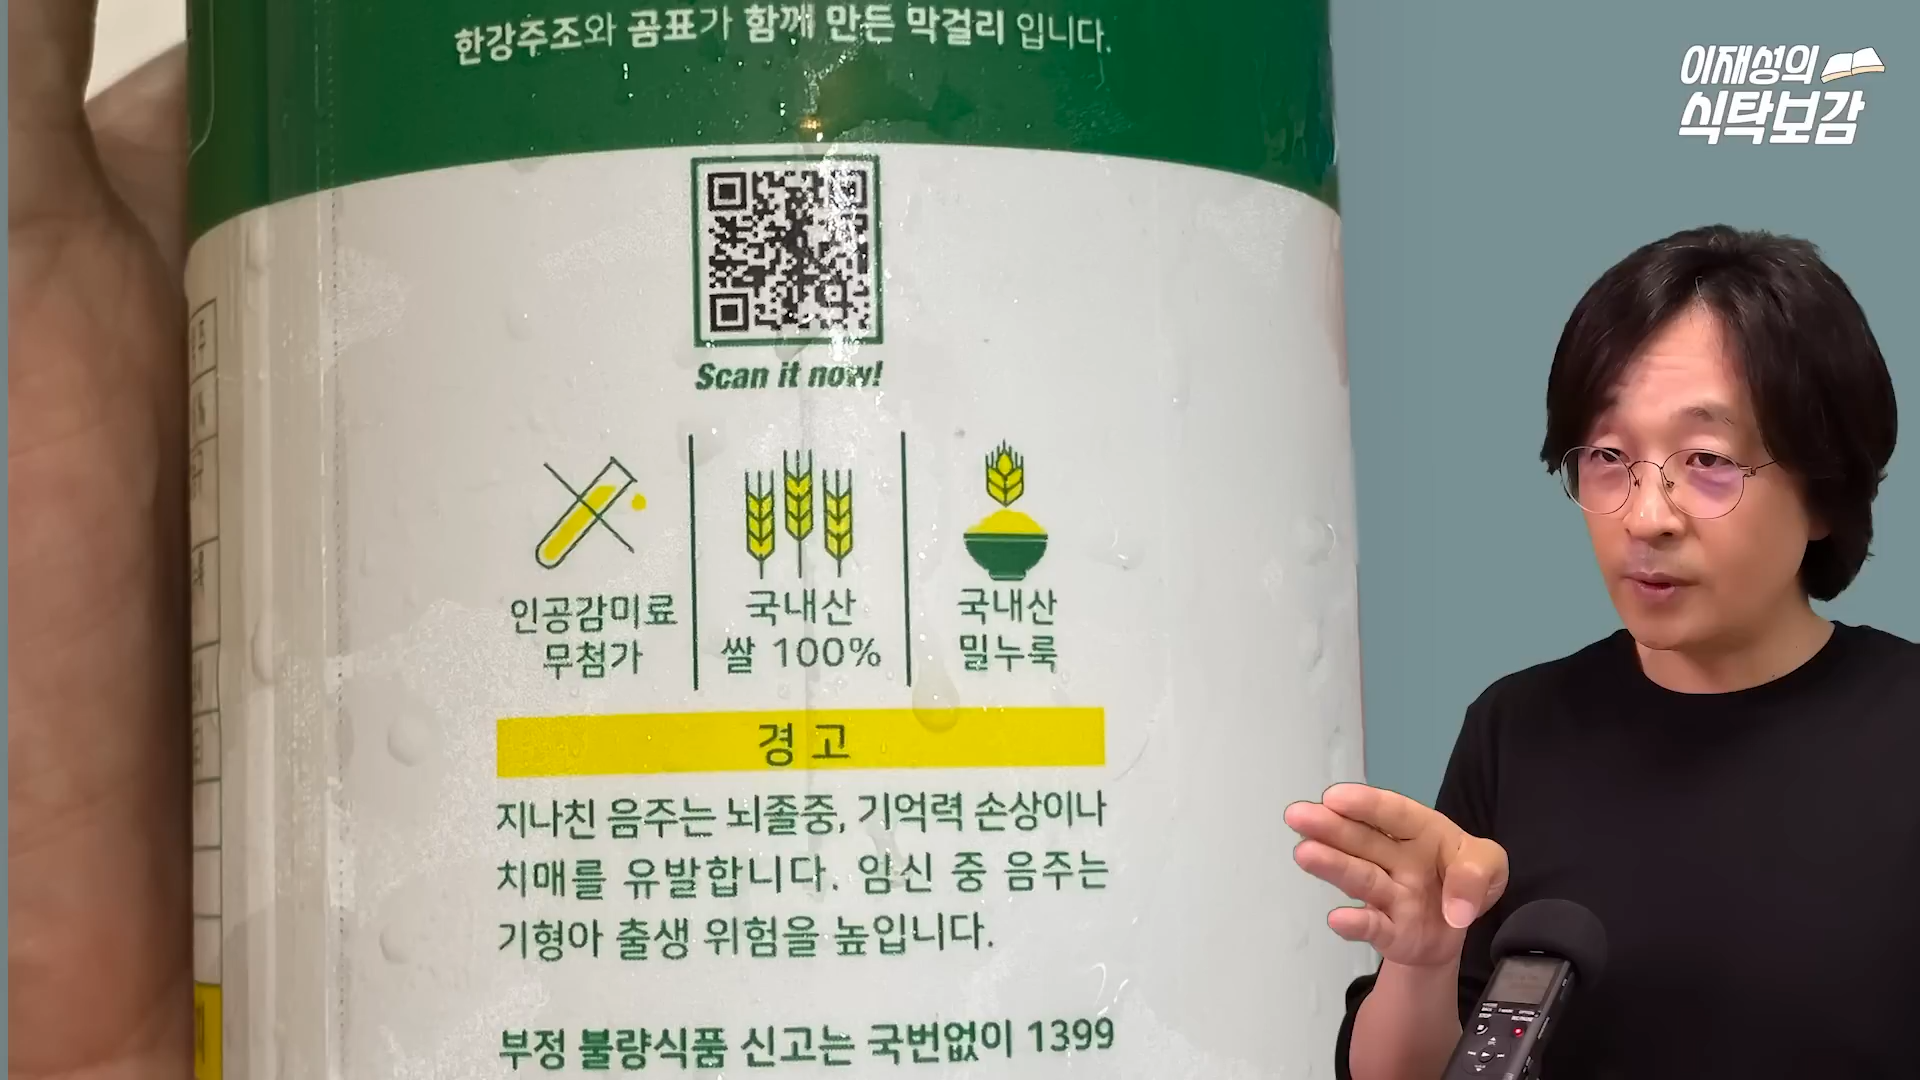 한강주조와 곰표가 함께 만든 막걸리 입니다.
이재성의
식탁보감
Scan it now!
인공감미료
무첨가
국내산
쌀 100%
국내산
밀누룩
경고
지나친 음주는 뇌졸중, 기억력 손상이나
치매를 유발합니다. 임신 중 음주는
기형아 출생 위험을 높입니다.
부정 불량식품 신고는 국번없이 1399